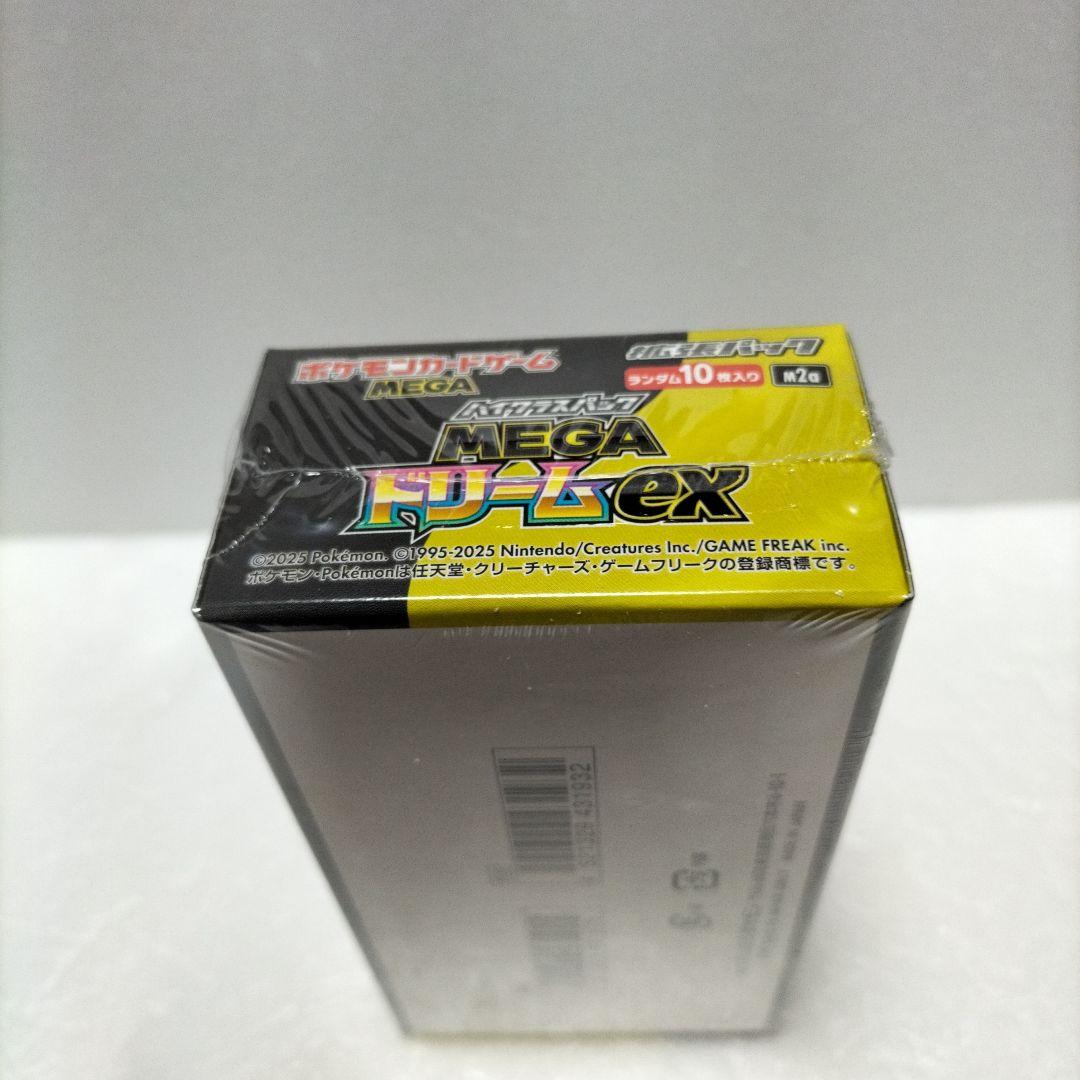 ポケモンカードゲーム
MEGA
拡張パック
ランダム10枚入り
M2a
ハイクラスパック
MEGA
ドリームex
©2025 Pokémon. ©1995-2025 Nintendo/Creatures Inc./GAME FREAK inc.
ポケモン・Pokémonは任天堂・クリーチャーズ・ゲームフリークの登録商標です。
4 521329 431932